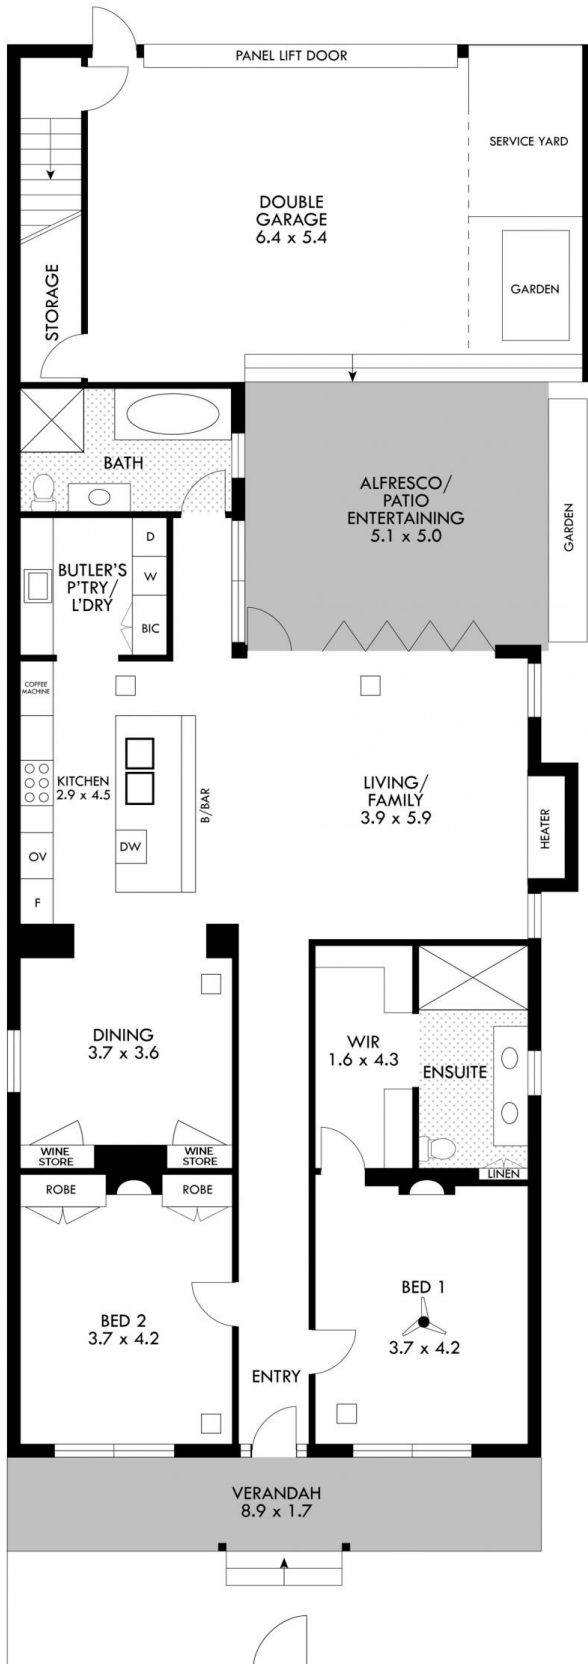 PANEL LIFT DOOR
SERVICE YARD
DOUBLE
GARAGE
6.4 x 5.4
STORAGE
GARDEN
BATH
ALFRESCO/
PATIO
ENTERTAINING
5.1 x 5.0
GARDEN
D
W
BIC
BUTLER'S
P'TRY/
L'DRY
COFFEE
MACHINE
KITCHEN
2.9 x 4.5
B/BAR
DW
OV
F
LIVING/
FAMILY
3.9 x 5.9
HEATER
DINING
3.7 x 3.6
WIR
1.6 x 4.3
ENSUITE
WINE
STORE
WINE
STORE
LINEN
ROBE
ROBE
BED 2
3.7 x 4.2
BED 1
3.7 x 4.2
ENTRY
VERANDAH
8.9 x 1.7